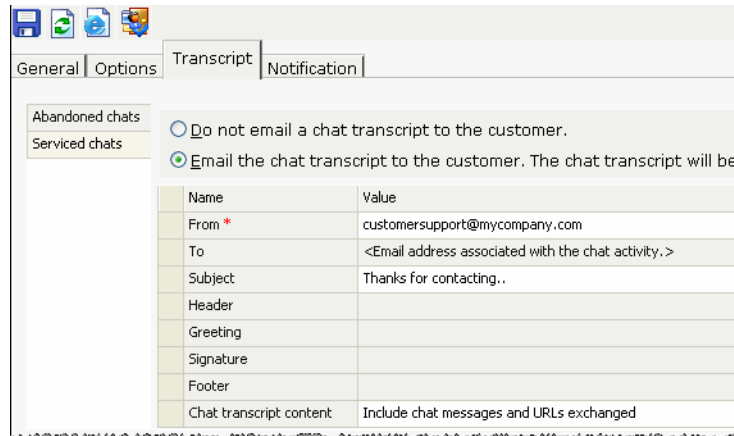 General Options Transcript Notification
Abandoned chats
Serviced chats
Do not email a chat transcript to the customer.
Email the chat transcript to the customer. The chat transcript will be
Name Value
From * customersupport@mycompany.com
To <Email address associated with the chat activity.>
Subject Thanks for contacting..
Header
Greeting
Signature
Footer
Chat transcript content Include chat messages and URLs exchanged